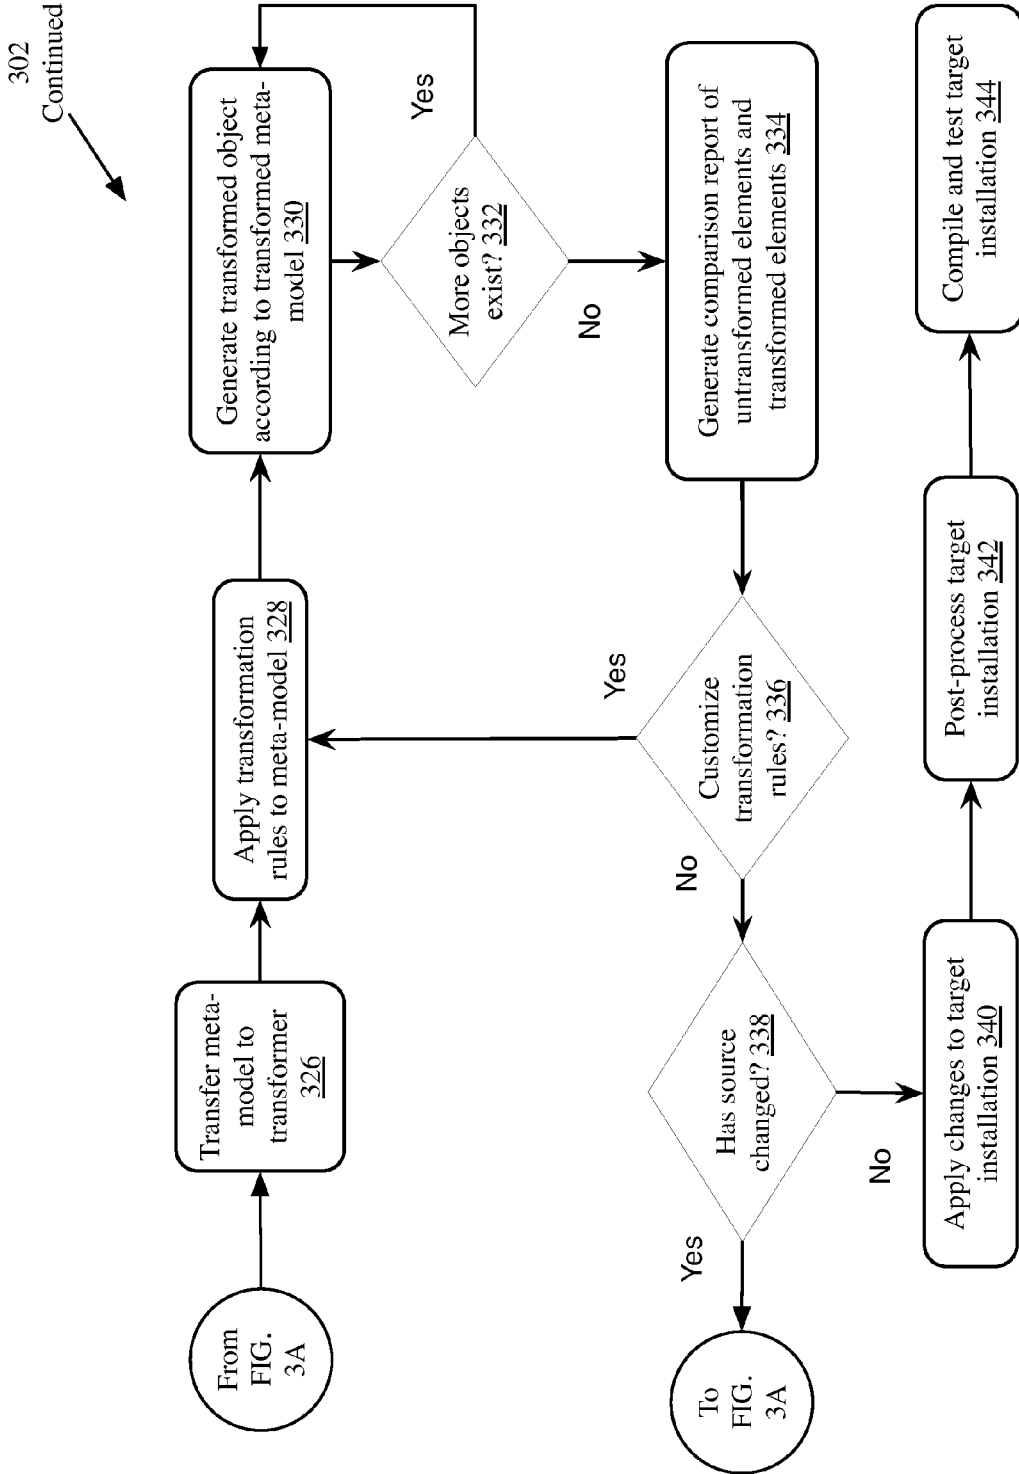 302
Continued
From
FIG.
3A
Transfer meta-
model to
transformer
326
Apply transformation
rules to meta-model 328
Generate transformed object
according to transformed meta-
model 330
More objects
exist? 332
Yes
No
Generate comparison report of
untransformed elements and
transformed elements 334
Customize
transformation
rules? 336
Yes
No
Has source
changed? 338
Yes
No
To
FIG.
3A
Apply changes to target
installation 340
Post-process target
installation 342
Compile and test target
installation 344